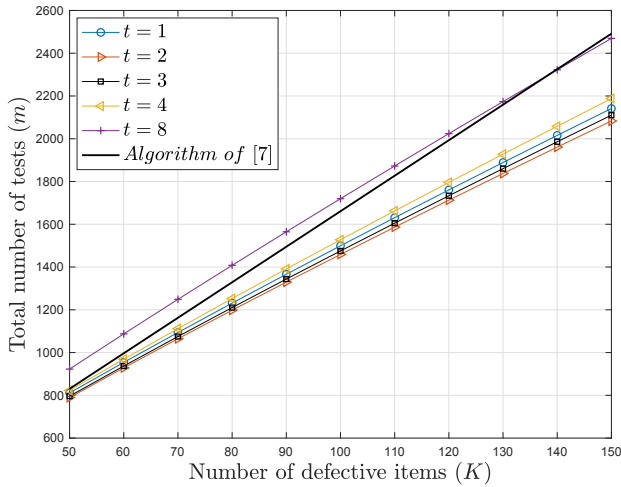 2600
2400
2200
2000
1800
1600
1400
1200
1000
800
600
Total number of tests (m)
t = 1
t = 2
t = 3
t = 4
t = 8
Algorithm of [7]
50 60 70 80 90 100 110 120 130 140 150
Number of defective items (K)